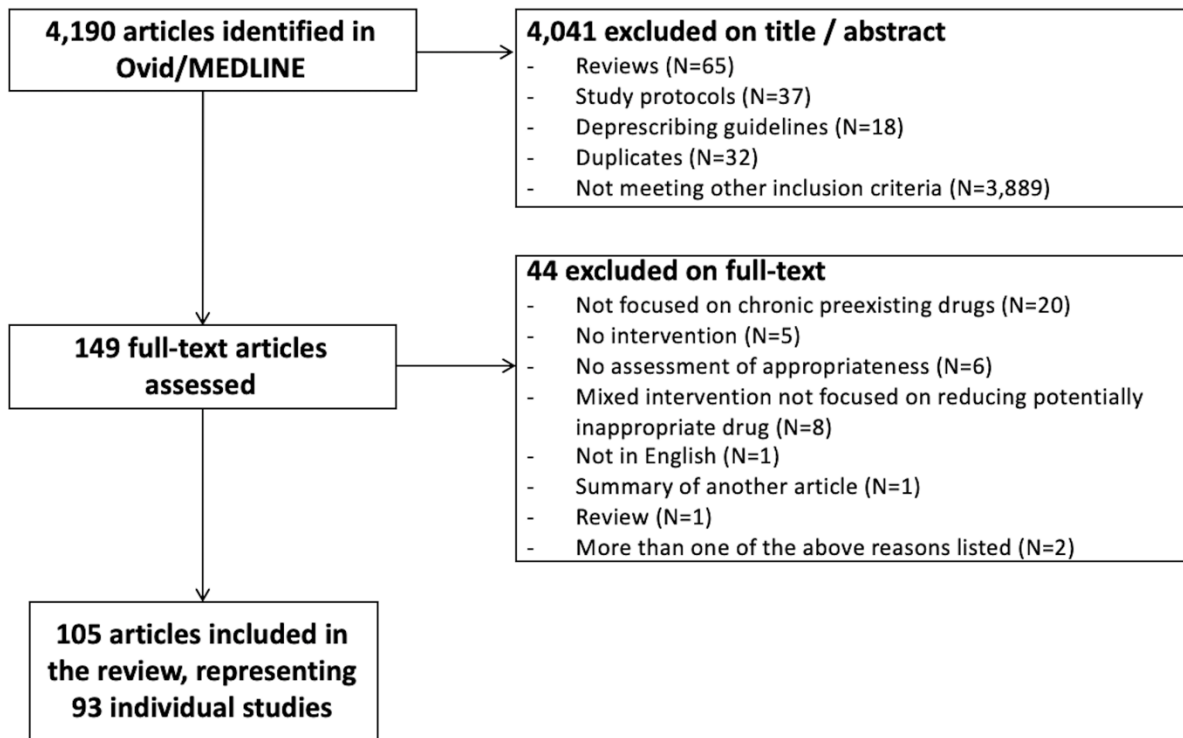 4,190 articles identified in
Ovid/MEDLINE
4,041 excluded on title / abstract
- Reviews (N=65)
- Study protocols (N=37)
- Deprescribing guidelines (N=18)
- Duplicates (N=32)
- Not meeting other inclusion criteria (N=3,889)
149 full-text articles
assessed
44 excluded on full-text
- Not focused on chronic preexisting drugs (N=20)
- No intervention (N=5)
- No assessment of appropriateness (N=6)
- Mixed intervention not focused on reducing potentially
inappropriate drug (N=8)
- Not in English (N=1)
- Summary of another article (N=1)
- Review (N=1)
- More than one of the above reasons listed (N=2)
105 articles included in
the review, representing
93 individual studies